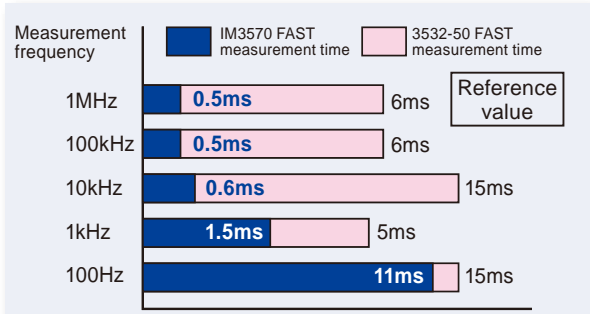 Measurement
frequency
IM3570 FAST
measurement time
3532-50 FAST
measurement time
Reference
value
1MHz 0.5ms 6ms
100kHz 0.5ms 6ms
10kHz 0.6ms 15ms
1kHz 1.5ms 5ms
100Hz 11ms 15ms